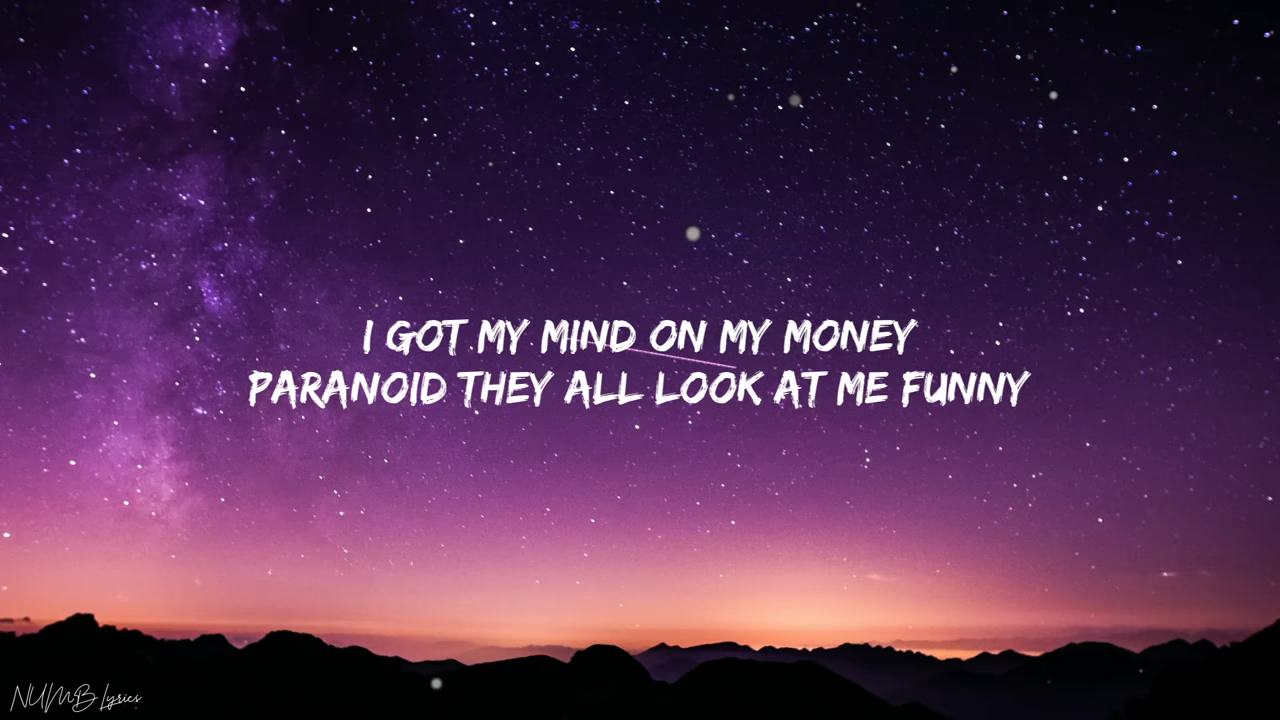 I GOT MY MIND ON MY MONEY
PARANOID THEY ALL LOOK AT ME FUNNY
NUMB Lyrics